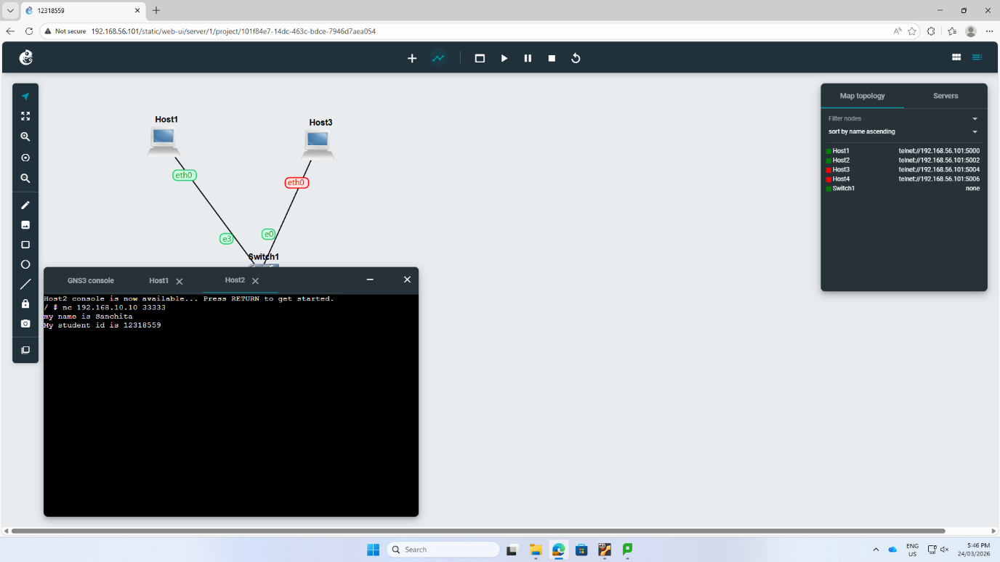 12318559
Not secure 192.168.56.101/static/web-ui/server/1/project/101f84e7-14dc-463c-bdce-7946d7aea054
Map topology Servers
Filter nodes
sort by name ascending
Host1 telnet://192.168.56.101:5000
Host2 telnet://192.168.56.101:5002
Host3 telnet://192.168.56.101:5004
Host4 telnet://192.168.56.101:5006
Switch1 none
Host1
Host3
eth0
eth0
e3
e0
Switch1
GNS3 console Host1 Host2
Host2 console is now available... Press RETURN to get started.
/ # nc 192.168.10.10 33333
my name is Sanchita
My student id is 12318559
Search
ENG
US
5:46 PM
24/03/2026